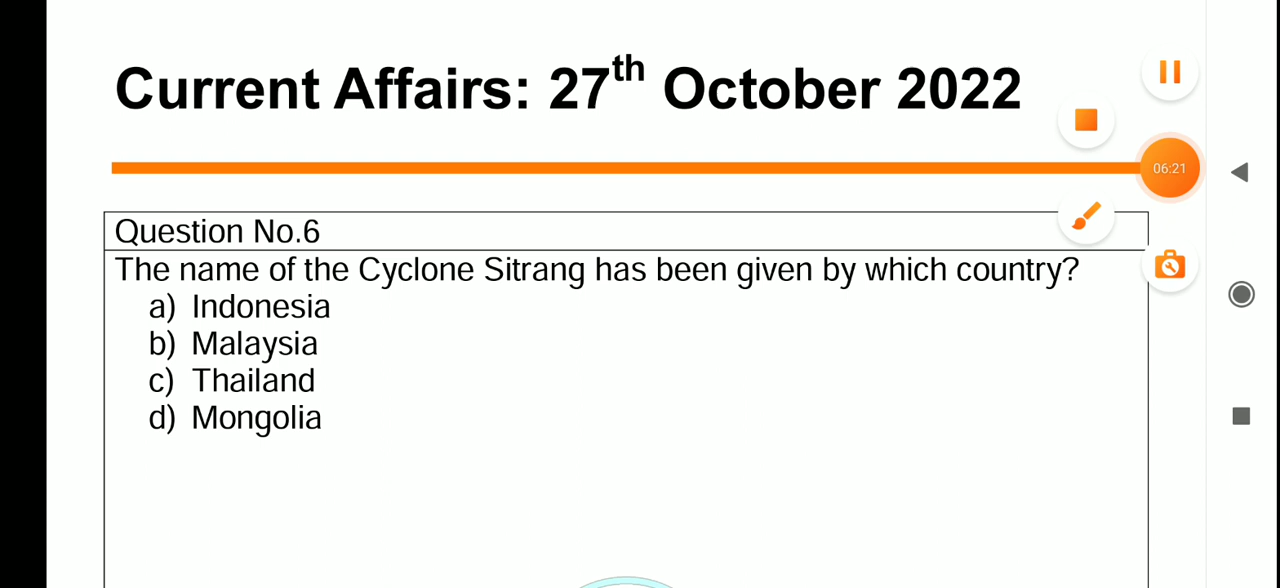 Current Affairs: 27th October 2022
06:21
Question No.6
The name of the Cyclone Sitrang has been given by which country?
a) Indonesia
b) Malaysia
c) Thailand
d) Mongolia